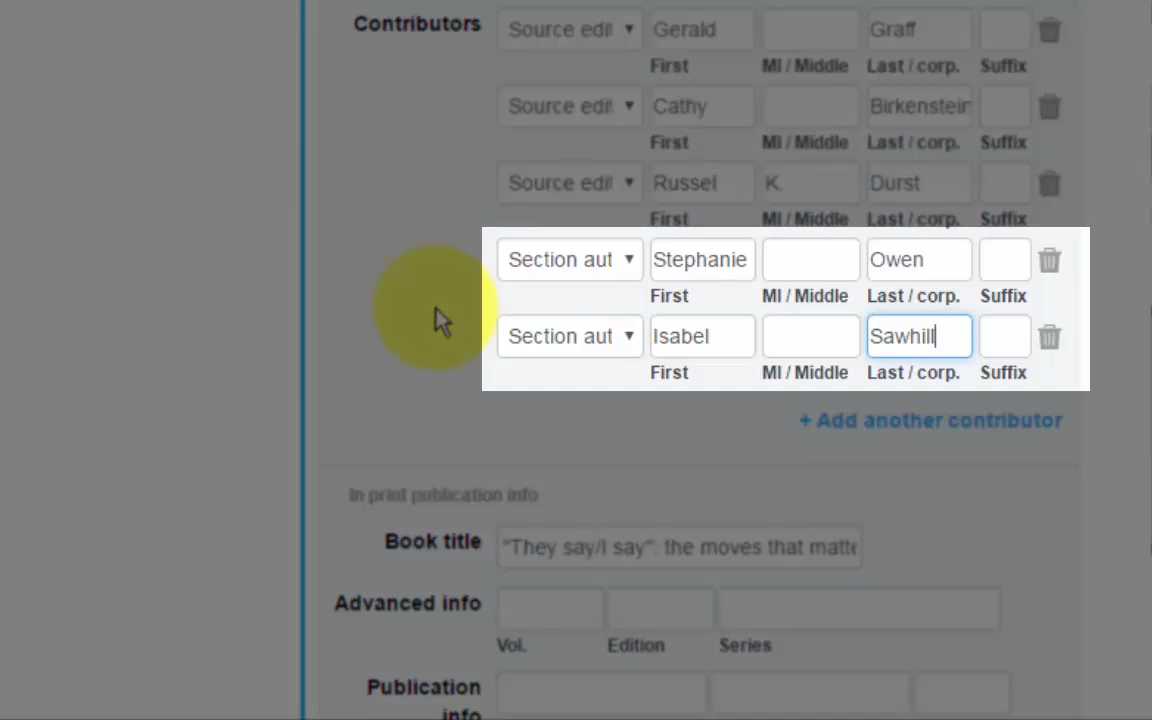 Contributors Source edit Gerald Graff
First MI / Middle Last / corp. Suffix
Source edit Cathy Birkenstein
First MI / Middle Last / corp. Suffix
Source edit Russel K. Durst
First MI / Middle Last / corp. Suffix
Section aut Stephanie Owen
First MI / Middle Last / corp. Suffix
Section aut Isabel Sawhill
First MI / Middle Last / corp. Suffix
+ Add another contributor
In print publication info
Book title "They say/I say": the moves that matte
Advanced info
Vol. Edition Series
Publication
info